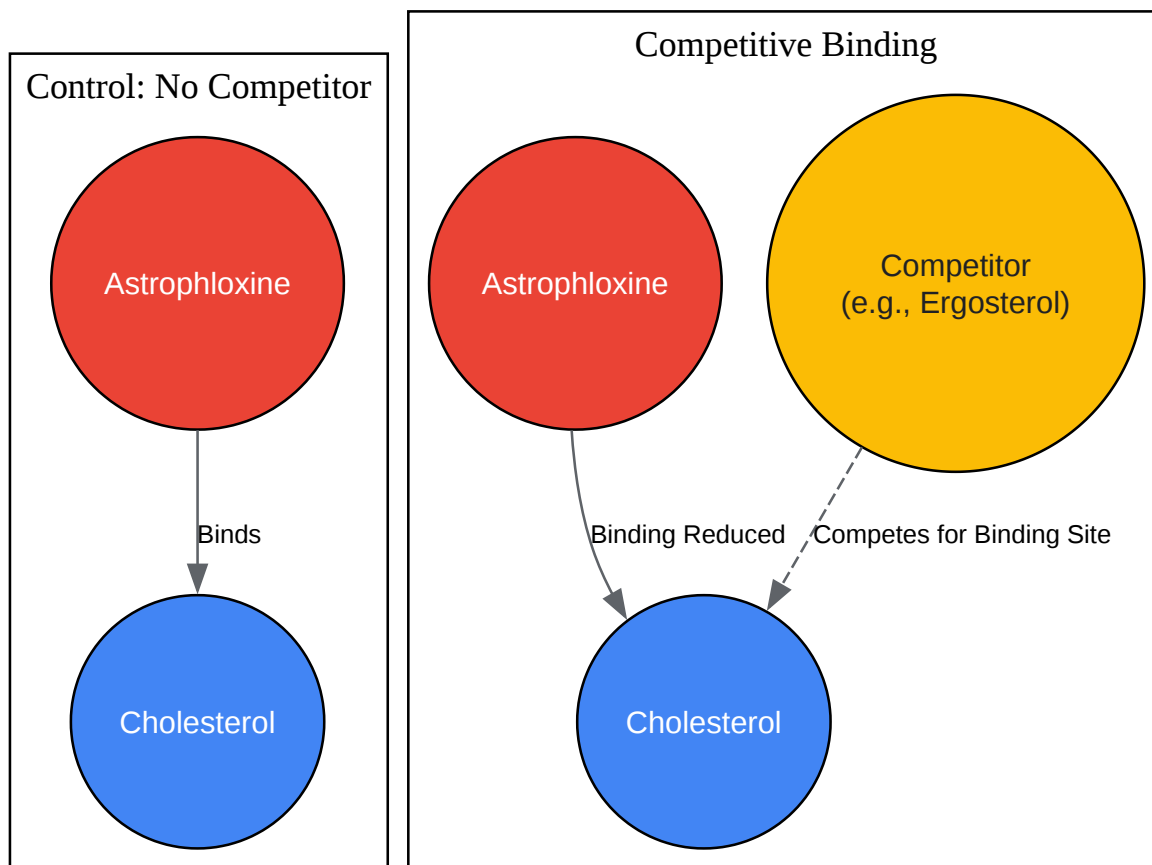 Control: No Competitor
Astrophloxine
Binds
Cholesterol
Competitive Binding
Astrophloxine
Competitor
(e.g., Ergosterol)
Binding Reduced
Competes for Binding Site
Cholesterol